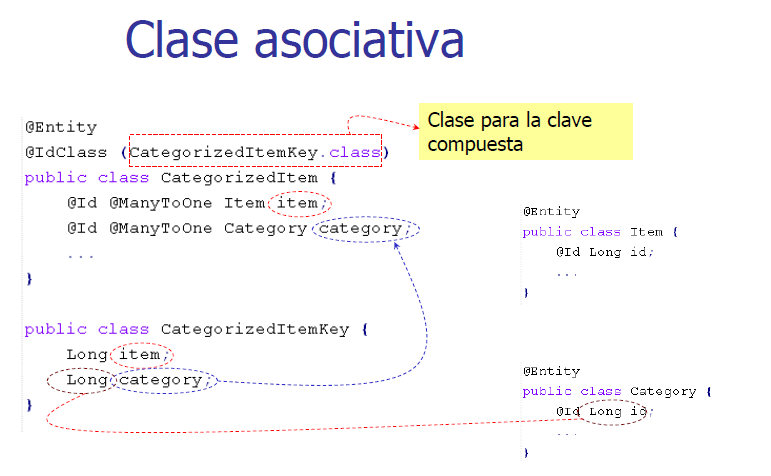 Clase asociativa
Clase para la clave
compuesta
@Entity
@IdClass (CategorizedItemKey.class)
public class CategorizedItem {
@Id @ManyToOne Item item;
@Id @ManyToOne Category category;
...
}
public class CategorizedItemKey {
Long item;
Long category;
}
@Entity
public class Item {
@Id Long id;
...
}
@Entity
public class Category {
@Id Long id;
...
}